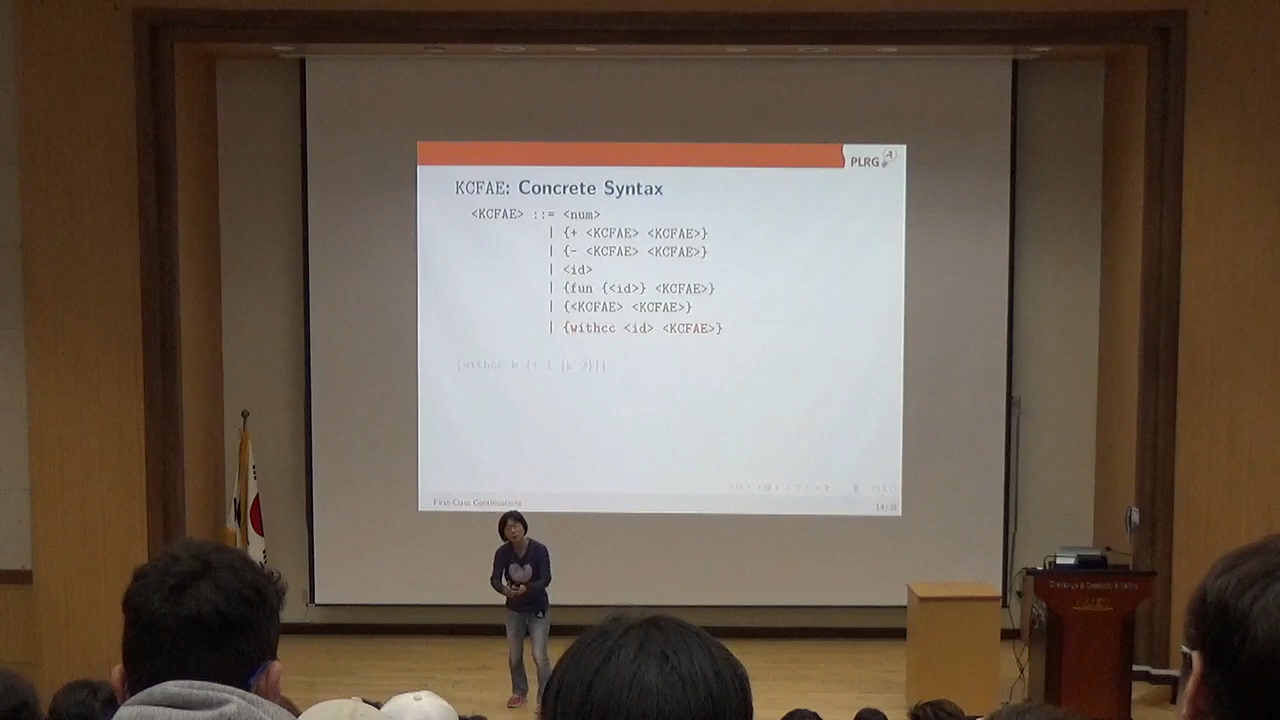 PLRG
KCFAE: Concrete Syntax
<KCFAE> ::= <num>
| {+ <KCFAE> <KCFAE>}
| {- <KCFAE> <KCFAE>}
| <id>
| {fun {<id>} <KCFAE>}
| {<KCFAE> <KCFAE>}
| {withcc <id> <KCFAE>}
{withcc k {+ 1 {k 2}}}
First-Class Continuations